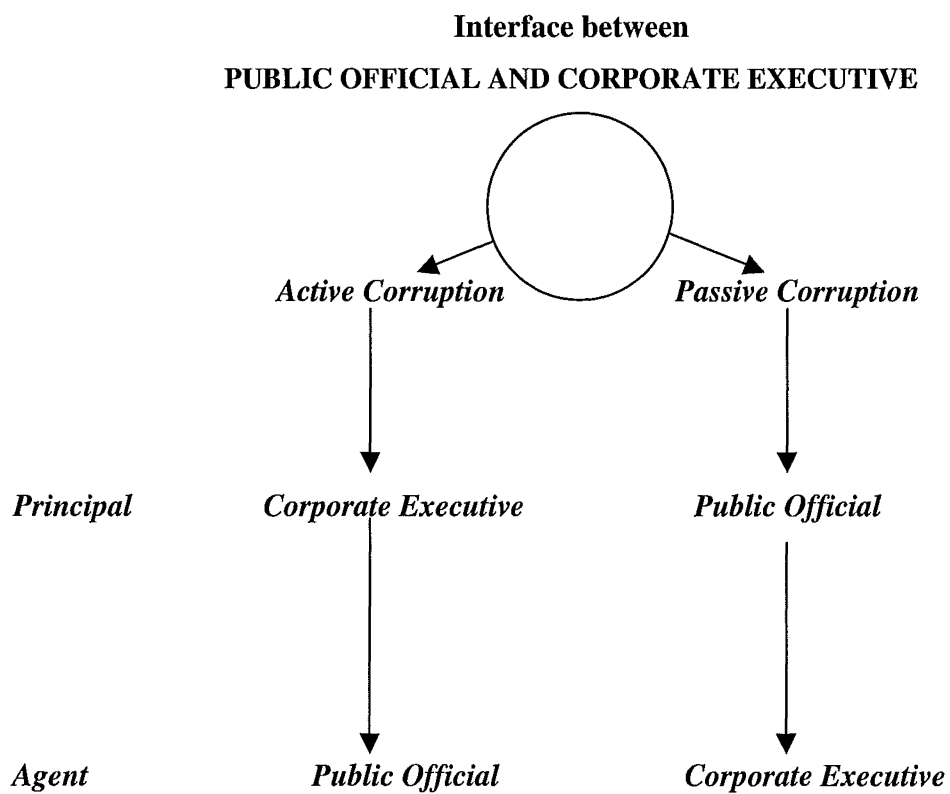 Interface between
PUBLIC OFFICIAL AND CORPORATE EXECUTIVE
Active Corruption Passive Corruption
Principal Corporate Executive Public Official
Agent Public Official Corporate Executive